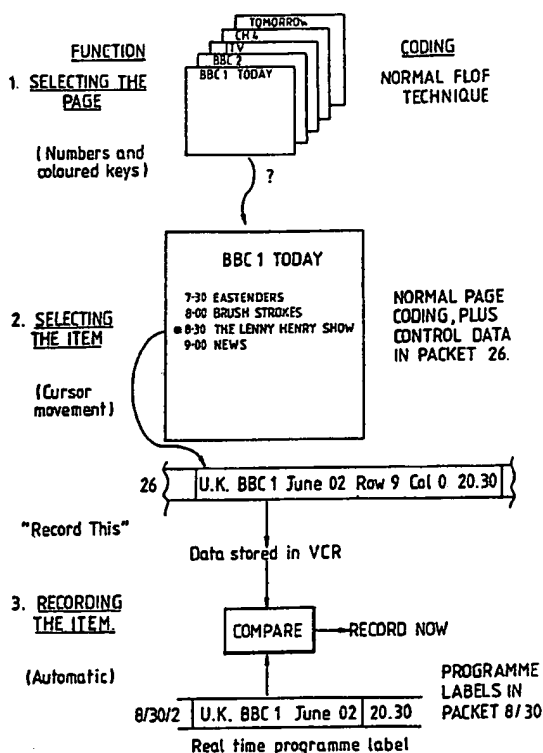 TOMORROW
CH 4
ITV
BBC 2
BBC 1 TODAY
FUNCTION
CODING
1. SELECTING THE
PAGE
(Numbers and
coloured keys)
NORMAL FLOF
TECHNIQUE
?
BBC 1 TODAY
7-30 EASTENDERS
8-00 BRUSH STROKES
8-30 THE LENNY HENRY SHOW
9-00 NEWS
2. SELECTING
THE ITEM
(Cursor
movement)
NORMAL PAGE
CODING, PLUS
CONTROL DATA
IN PACKET 26.
26 U.K. BBC 1 June 02 Row 9 Col 0 20.30
"Record This"
Data stored in VCR
3. RECORDING
THE ITEM.
(Automatic)
COMPARE
RECORD NOW
PROGRAMME
LABELS IN
PACKET 8/30
8/30/2 U.K. BBC 1 June 02 20.30
Real time programme label